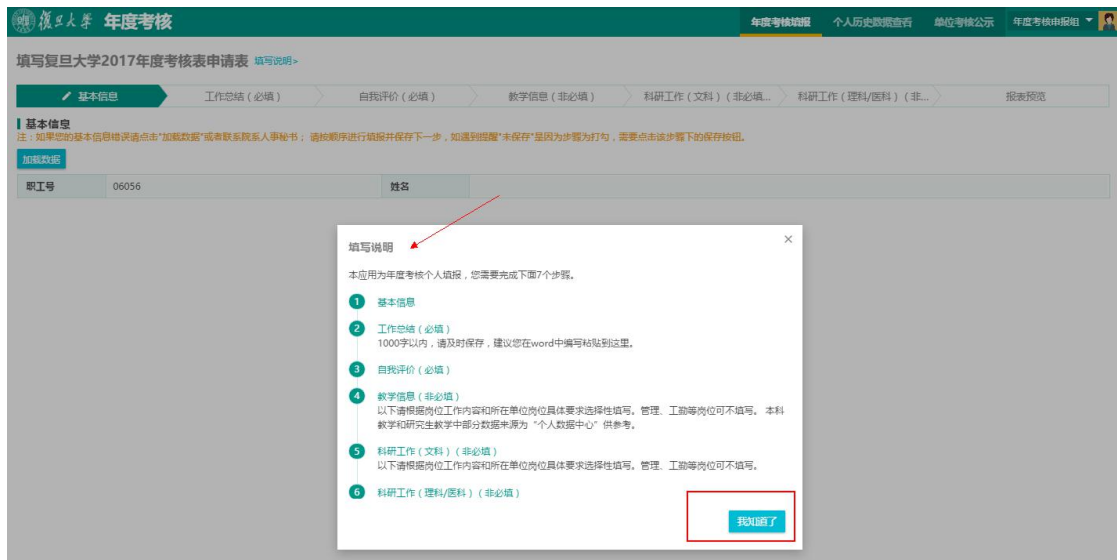 復旦大学 年度考核
年度考核填报 个人历史数据查看 单位考核公示 年度考核申报组
填写复旦大学2017年度考核表申请表 填写说明>
基本信息 工作总结（必填） 自我评价（必填） 教学信息（非必填） 科研工作（文科）（非必填... 科研工作（理科/医科）（非... 报表预览
基本信息
注：如果您的基本信息错误请点击"加载数据"或者联系院系人事秘书； 请按顺序进行填报并保存下一步，如遇到提醒"未保存"是因为步骤为打勾，需要点击该步骤下的保存按钮。
加载数据
职工号 06056 姓名
填写说明 ×
本应用为年度考核个人填报，您需要完成下面7个步骤。
1 基本信息
2 工作总结（必填）
1000字以内，请及时保存，建议您在word中编写粘贴到这里。
3 自我评价（必填）
4 教学信息（非必填）
以下请根据岗位工作内容和所在单位岗位具体要求选择性填写。管理、工勤等岗位可不填写。 本科
教学和研究生教学中部分数据来源为“个人数据中心”供参考。
5 科研工作（文科）（非必填）
以下请根据岗位工作内容和所在单位岗位具体要求选择性填写。管理、工勤等岗位可不填写。
6 科研工作（理科/医科）（非必填）
我知道了